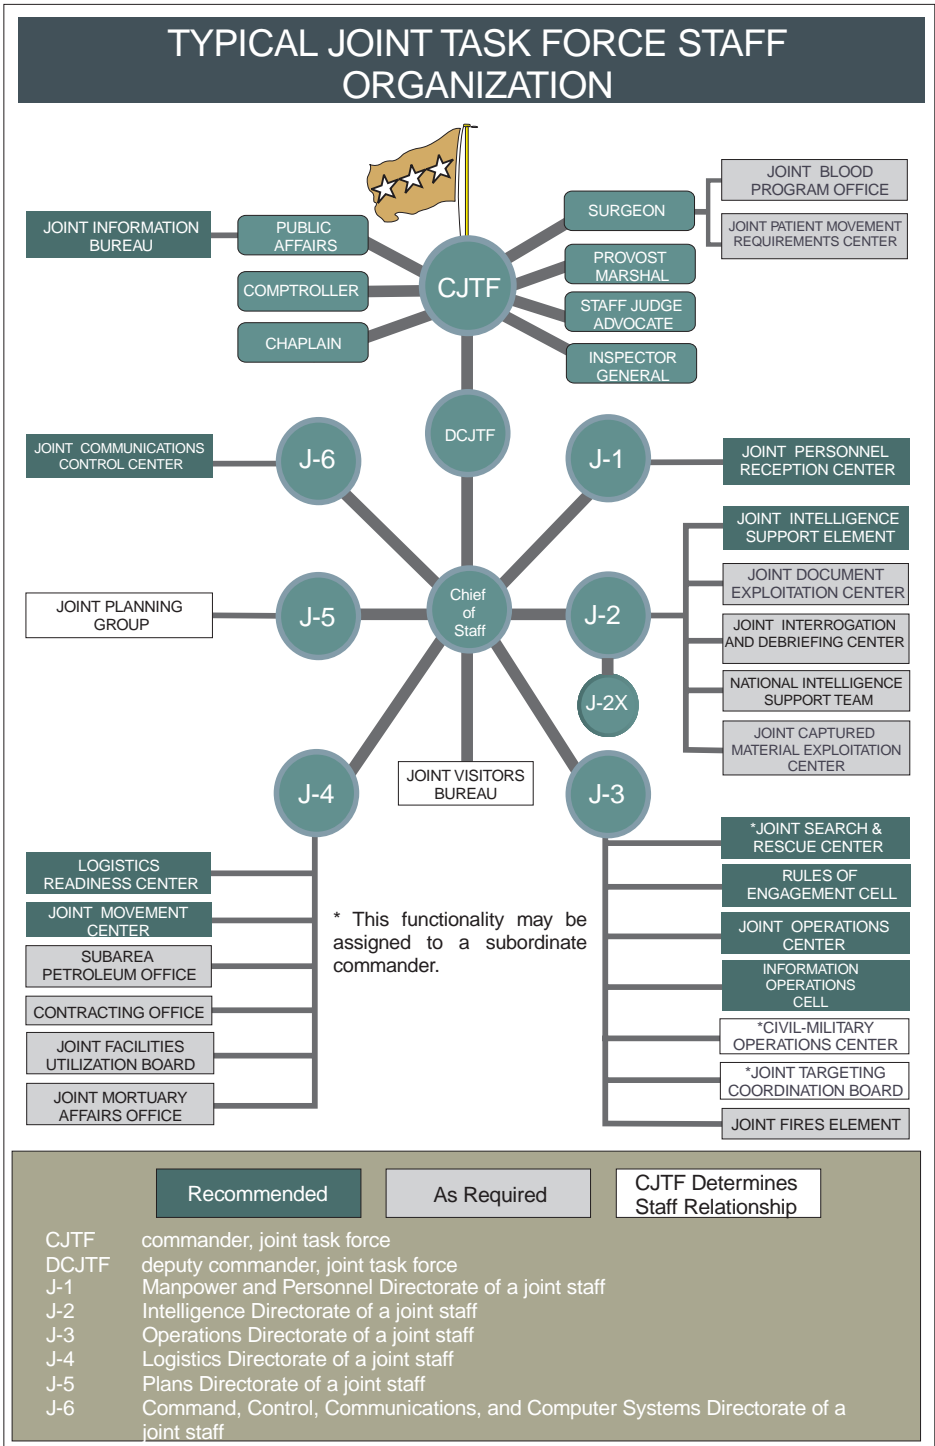 TYPICAL JOINT TASK FORCE STAFF
ORGANIZATION
JOINT BLOOD
PROGRAM OFFICE
SURGEON
JOINT INFORMATION
BUREAU
PUBLIC
AFFAIRS
JOINT PATIENT MOVEMENT
REQUIREMENTS CENTER
PROVOST
MARSHAL
CJTF
COMPTROLLER
STAFF JUDGE
ADVOCATE
CHAPLAIN
INSPECTOR
GENERAL
DCJTF
JOINT COMMUNICATIONS
CONTROL CENTER
J-6
J-1
JOINT PERSONNEL
RECEPTION CENTER
JOINT INTELLIGENCE
SUPPORT ELEMENT
JOINT DOCUMENT
EXPLOITATION CENTER
JOINT PLANNING
GROUP
J-5
Chief
of
Staff
J-2
JOINT INTERROGATION
AND DEBRIEFING CENTER
J-2X
NATIONAL INTELLIGENCE
SUPPORT TEAM
JOINT CAPTURED
MATERIAL EXPLOITATION
CENTER
JOINT VISITORS
BUREAU
J-4
J-3
*JOINT SEARCH &
RESCUE CENTER
LOGISTICS
READINESS CENTER
RULES OF
ENGAGEMENT CELL
JOINT MOVEMENT
CENTER
* This functionality may be
assigned to a subordinate
commander.
JOINT OPERATIONS
CENTER
SUBAREA
PETROLEUM OFFICE
INFORMATION
OPERATIONS
CELL
CONTRACTING OFFICE
*CIVIL-MILITARY
OPERATIONS CENTER
JOINT FACILITIES
UTILIZATION BOARD
*JOINT TARGETING
COORDINATION BOARD
JOINT MORTUARY
AFFAIRS OFFICE
JOINT FIRES ELEMENT
Recommended
As Required
CJTF Determines
Staff Relationship
CJTF commander, joint task force
DCJTF deputy commander, joint task force
J-1 Manpower and Personnel Directorate of a joint staff
J-2 Intelligence Directorate of a joint staff
J-3 Operations Directorate of a joint staff
J-4 Logistics Directorate of a joint staff
J-5 Plans Directorate of a joint staff
J-6 Command, Control, Communications, and Computer Systems Directorate of a
joint staff